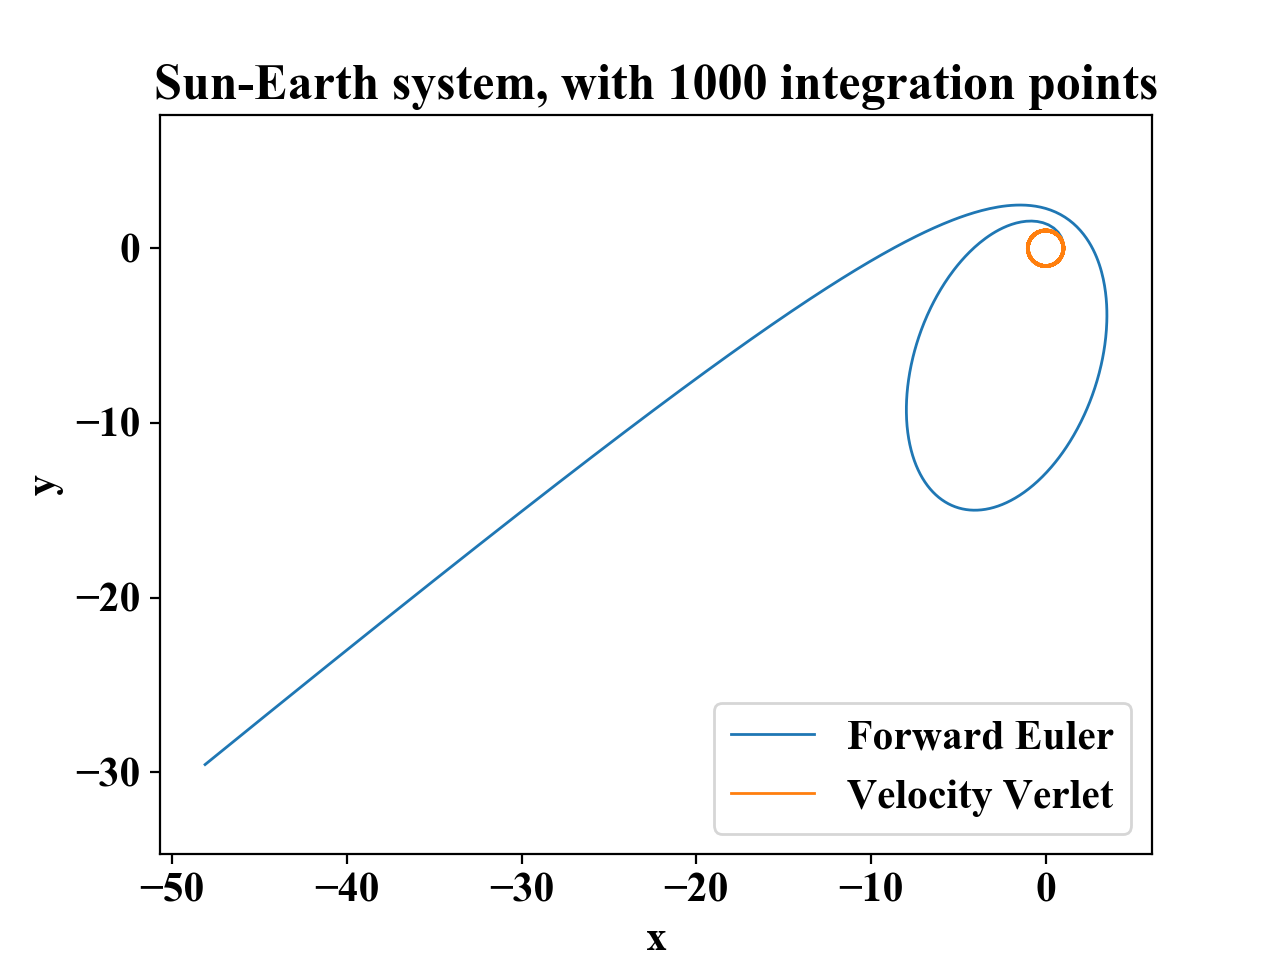 Sun-Earth system, with 1000 integration points
0
−10
−20
−30
y
−50
−40
−30
−20
−10
0
x
Forward Euler
Velocity Verlet